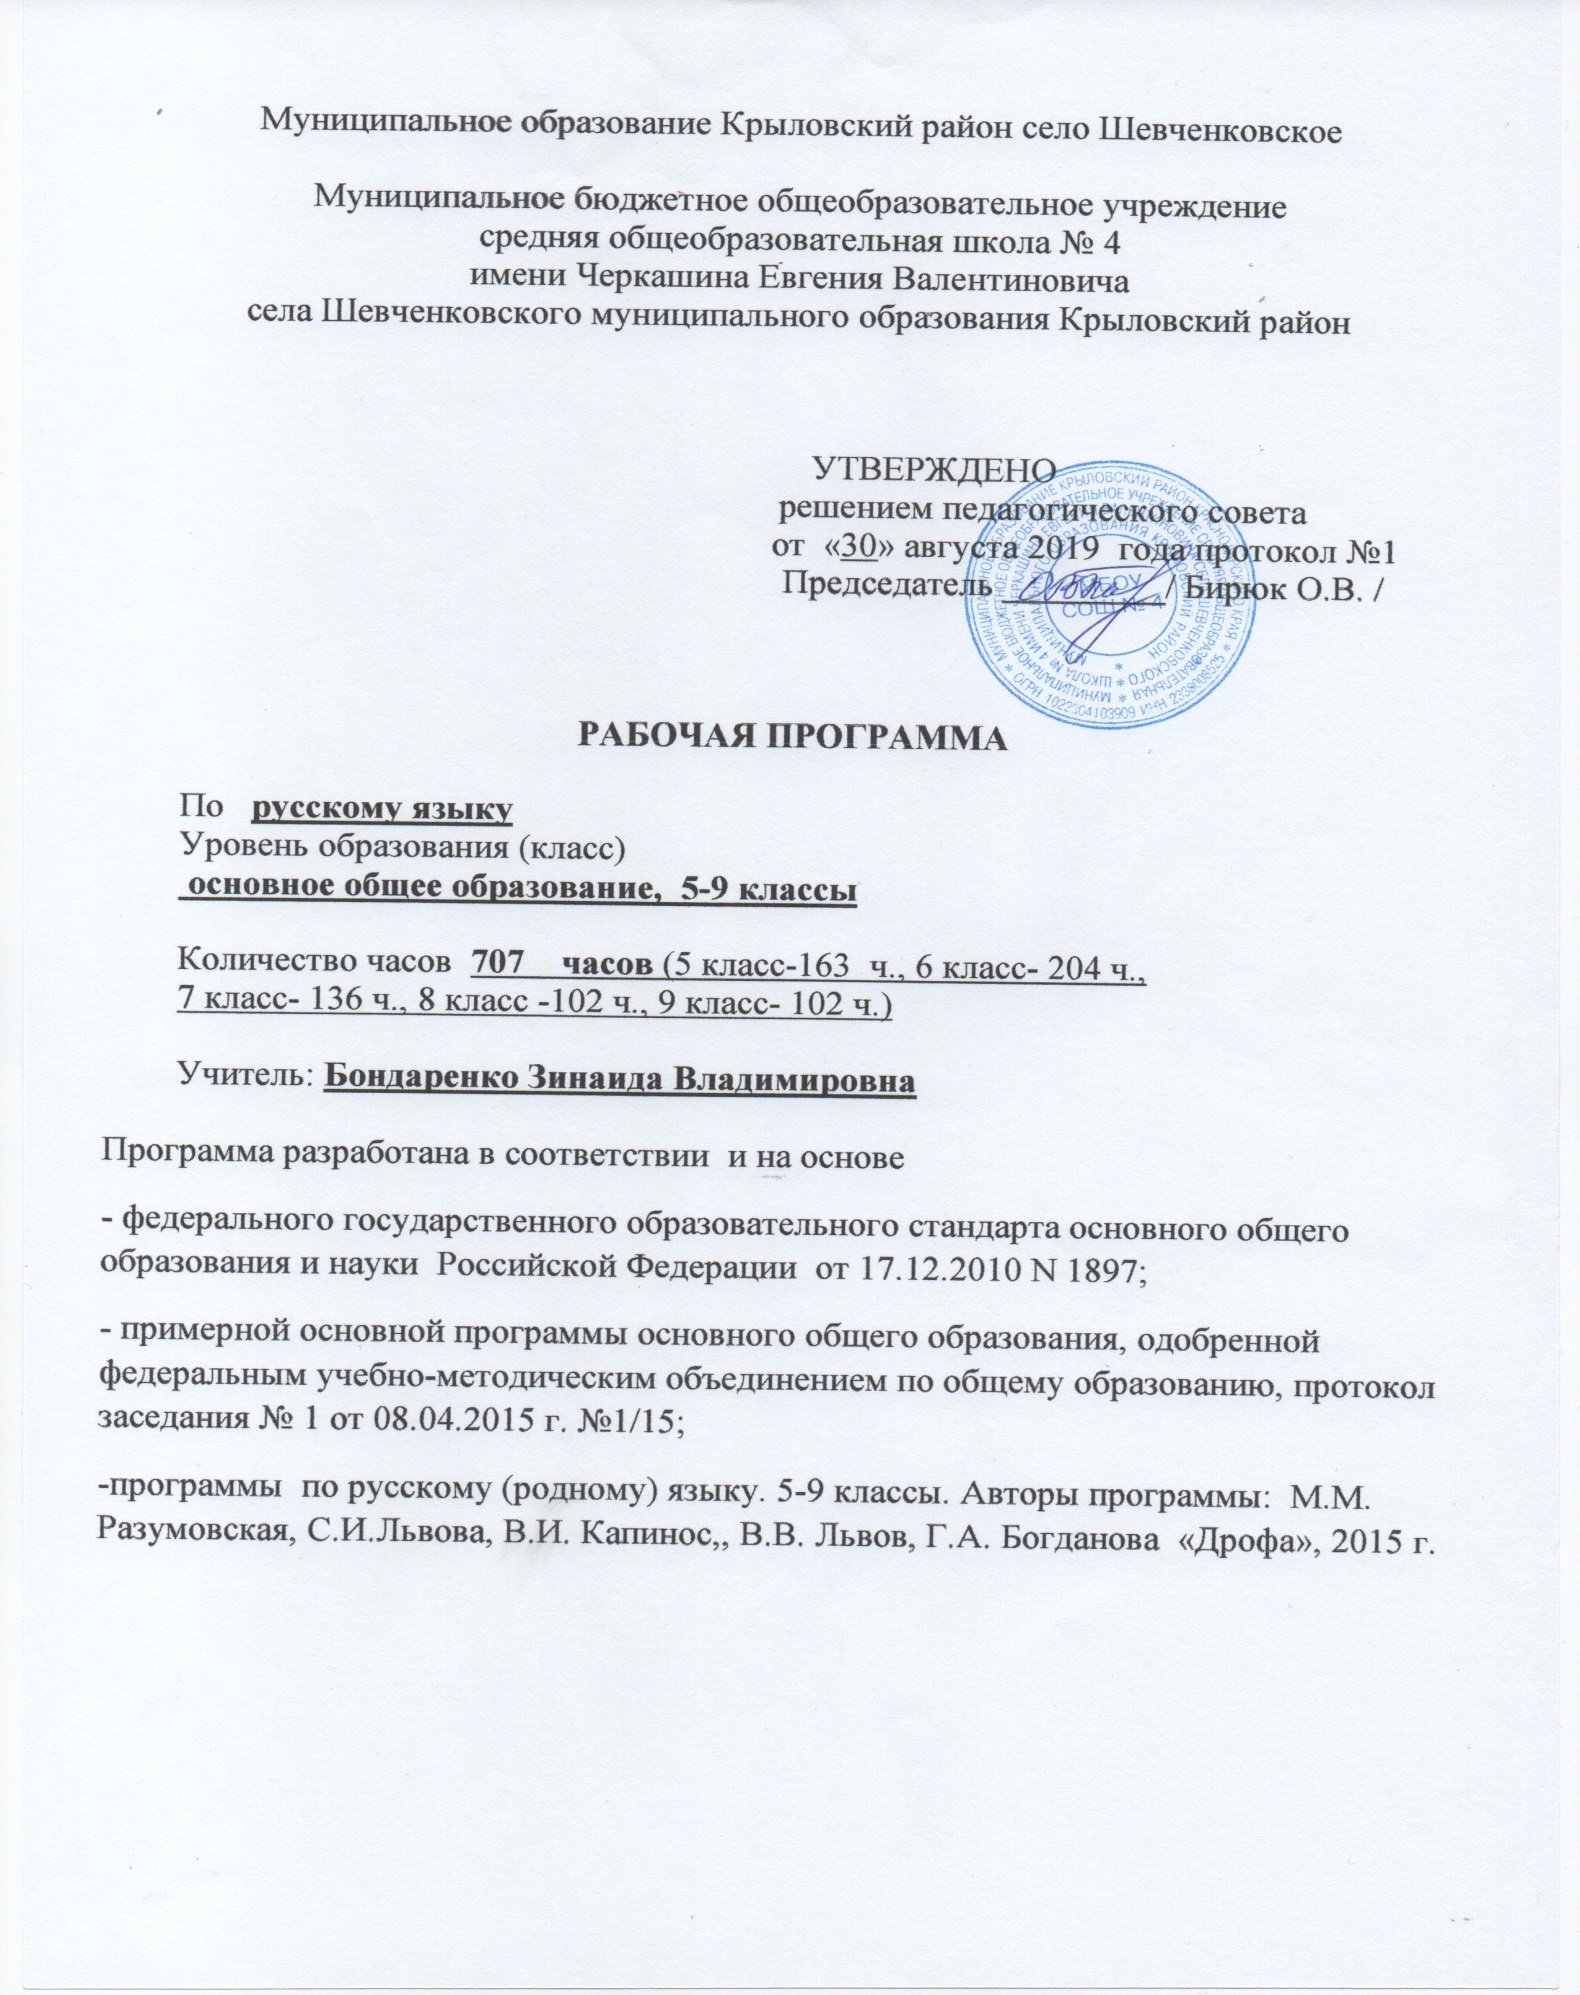 Муниципальное образование Крыловский район село Шевченковское
Муниципальное бюджетное общеобразовательное учреждение
средняя общеобразовательная школа № 4
имени Черкашина Евгения Валентиновича
села Шевченковского муниципального образования Крыловский район
УТВЕРЖДЕНО
решением педагогического совета
от «30» августа 2019 года протокол №1
Председатель __________/ Бирюк О.В. /
МБОУ
СОШ № 4
РАБОЧАЯ ПРОГРАММА
По русскому языку
Уровень образования (класс)
основное общее образование, 5-9 классы
Количество часов 707 часов (5 класс-163 ч., 6 класс- 204 ч.,
7 класс- 136 ч., 8 класс -102 ч., 9 класс- 102 ч.)
Учитель: Бондаренко Зинаида Владимировна
Программа разработана в соответствии и на основе
- федерального государственного образовательного стандарта основного общего
образования и науки Российской Федерации от 17.12.2010 N 1897;
- примерной основной программы основного общего образования, одобренной
федеральным учебно-методическим объединением по общему образованию, протокол
заседания № 1 от 08.04.2015 г. №1/15;
-программы по русскому (родному) языку. 5-9 классы. Авторы программы: М.М.
Разумовская, С.И.Львова, В.И. Капинос,, В.В. Львов, Г.А. Богданова «Дрофа», 2015 г.